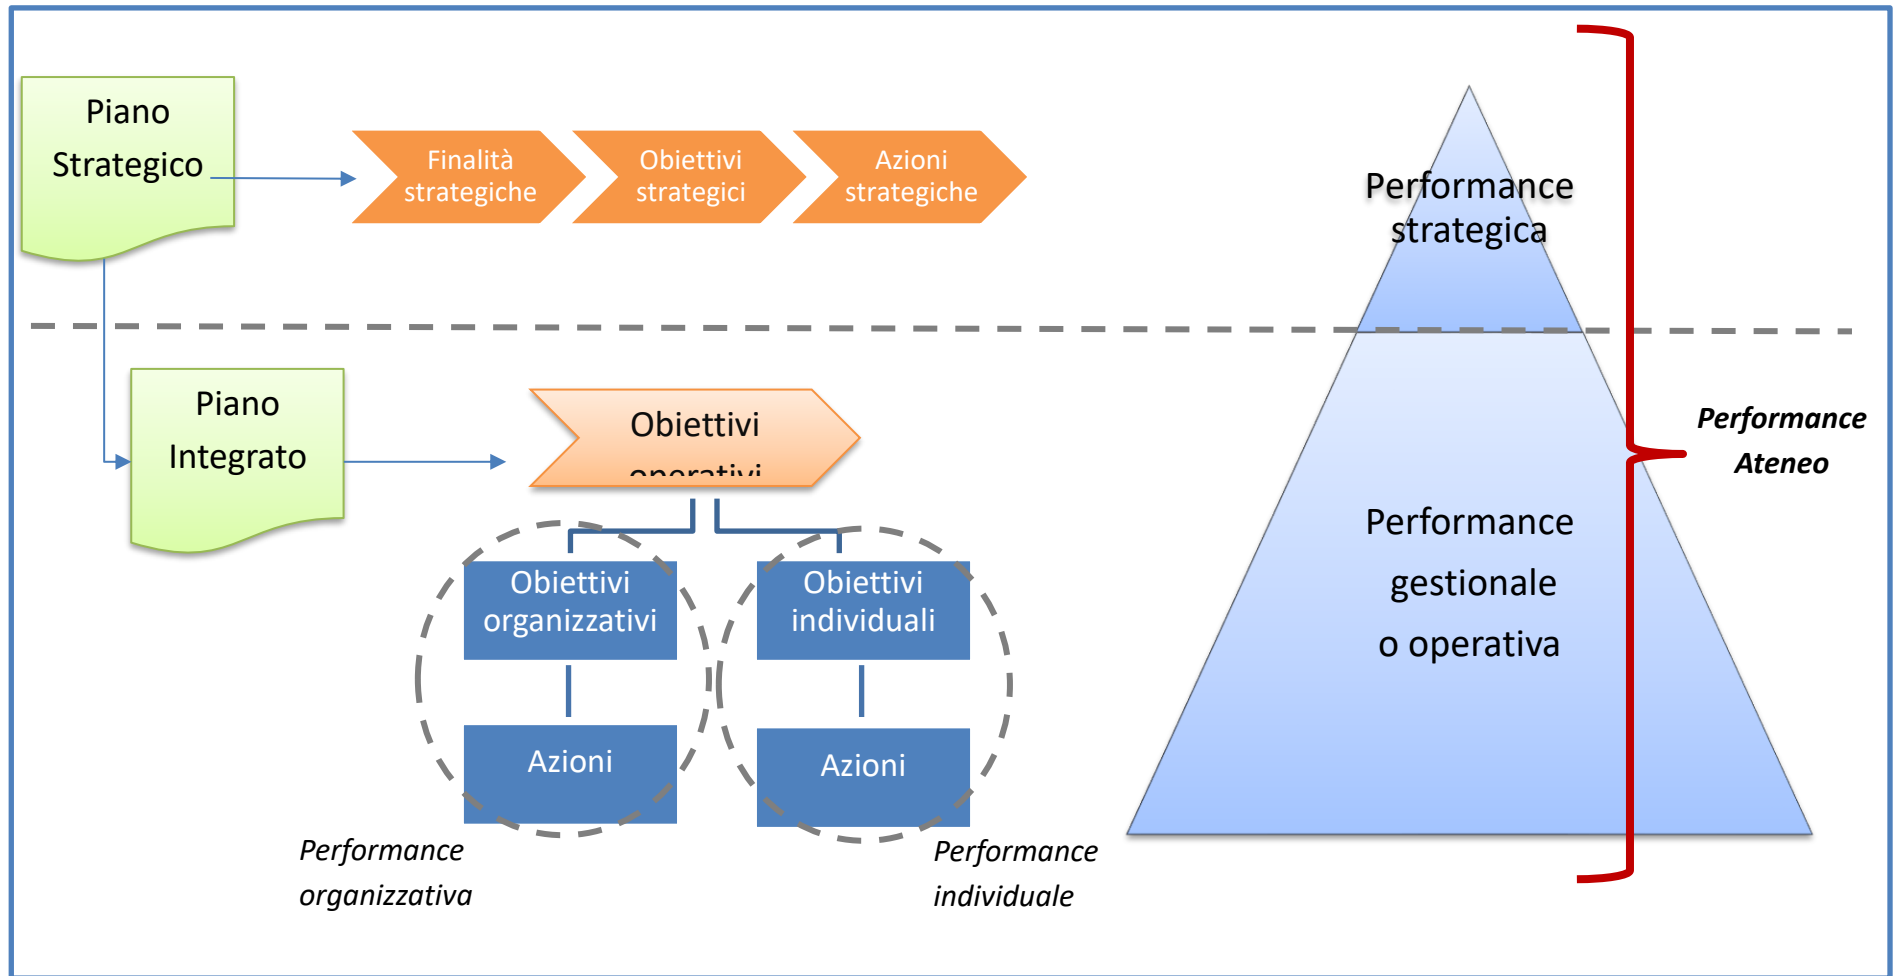 Piano
Strategico
Finalità
strategiche
Obiettivi
strategici
Azioni
strategiche
Performance
strategica
Piano
Integrato
Obiettivi
operativi
Performance
Ateneo
Obiettivi
organizzativi
Obiettivi
individuali
Performance
gestionale
o operativa
Azioni
Azioni
Performance
organizzativa
Performance
individuale